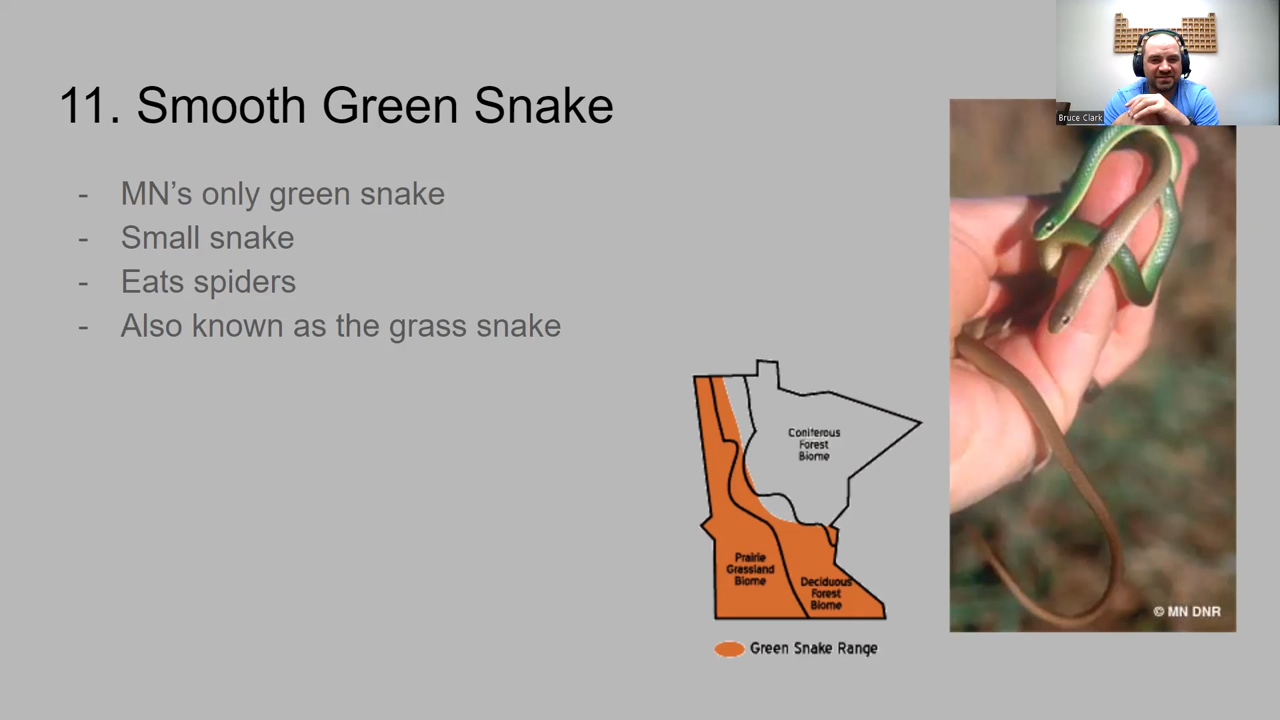 11. Smooth Green Snake
- MN’s only green snake
- Small snake
- Eats spiders
- Also known as the grass snake
Bruce Clark
Coniferous
Forest
Biome
Prairie
Grassland
Biome
Deciduous
Forest
Biome
Green Snake Range
© MN DNR